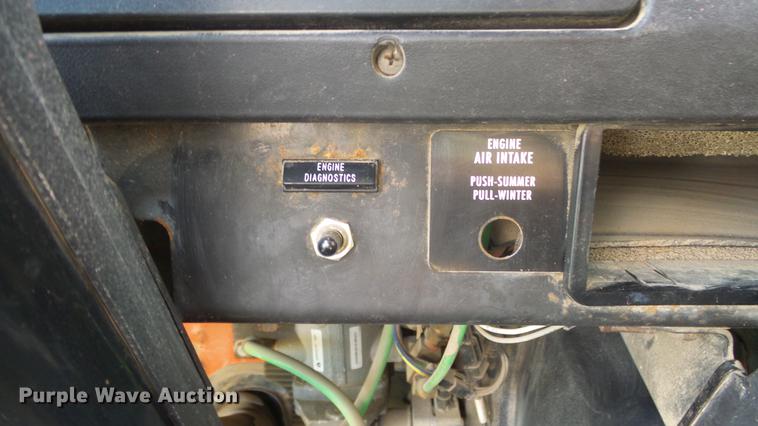 ENGINE
DIAGNOSTICS
ENGINE
AIR INTAKE
PUSH-SUMMER
PULL-WINTER
Purple Wave Auction